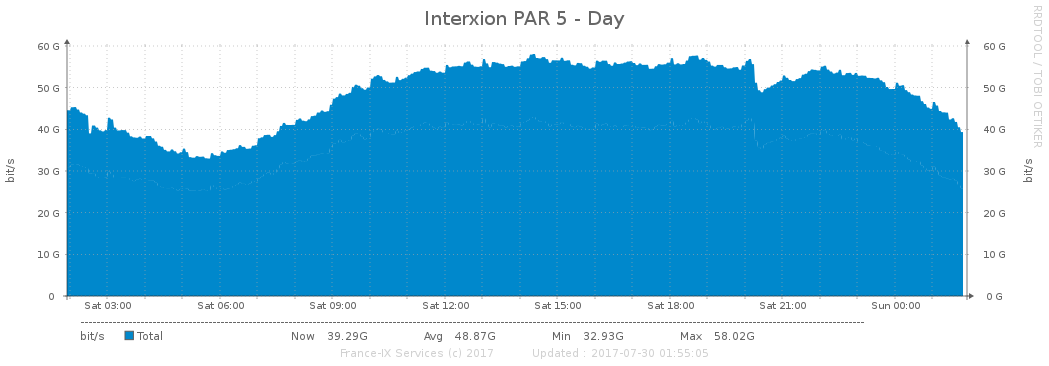 Interxion PAR 5 - Day
RRDTOOL / TOBI OETIKER
60 G 60 G
50 G 50 G
40 G 40 G
30 G 30 G
20 G 20 G
10 G 10 G
0 0 G
bit/s bit/s
Sat 03:00 Sat 06:00 Sat 09:00 Sat 12:00 Sat 15:00 Sat 18:00 Sat 21:00 Sun 00:00
bit/s Total Now 39.29G Avg 48.87G Min 32.93G Max 58.02G
France-IX Services (c) 2017 Updated : 2017-07-30 01:55:05